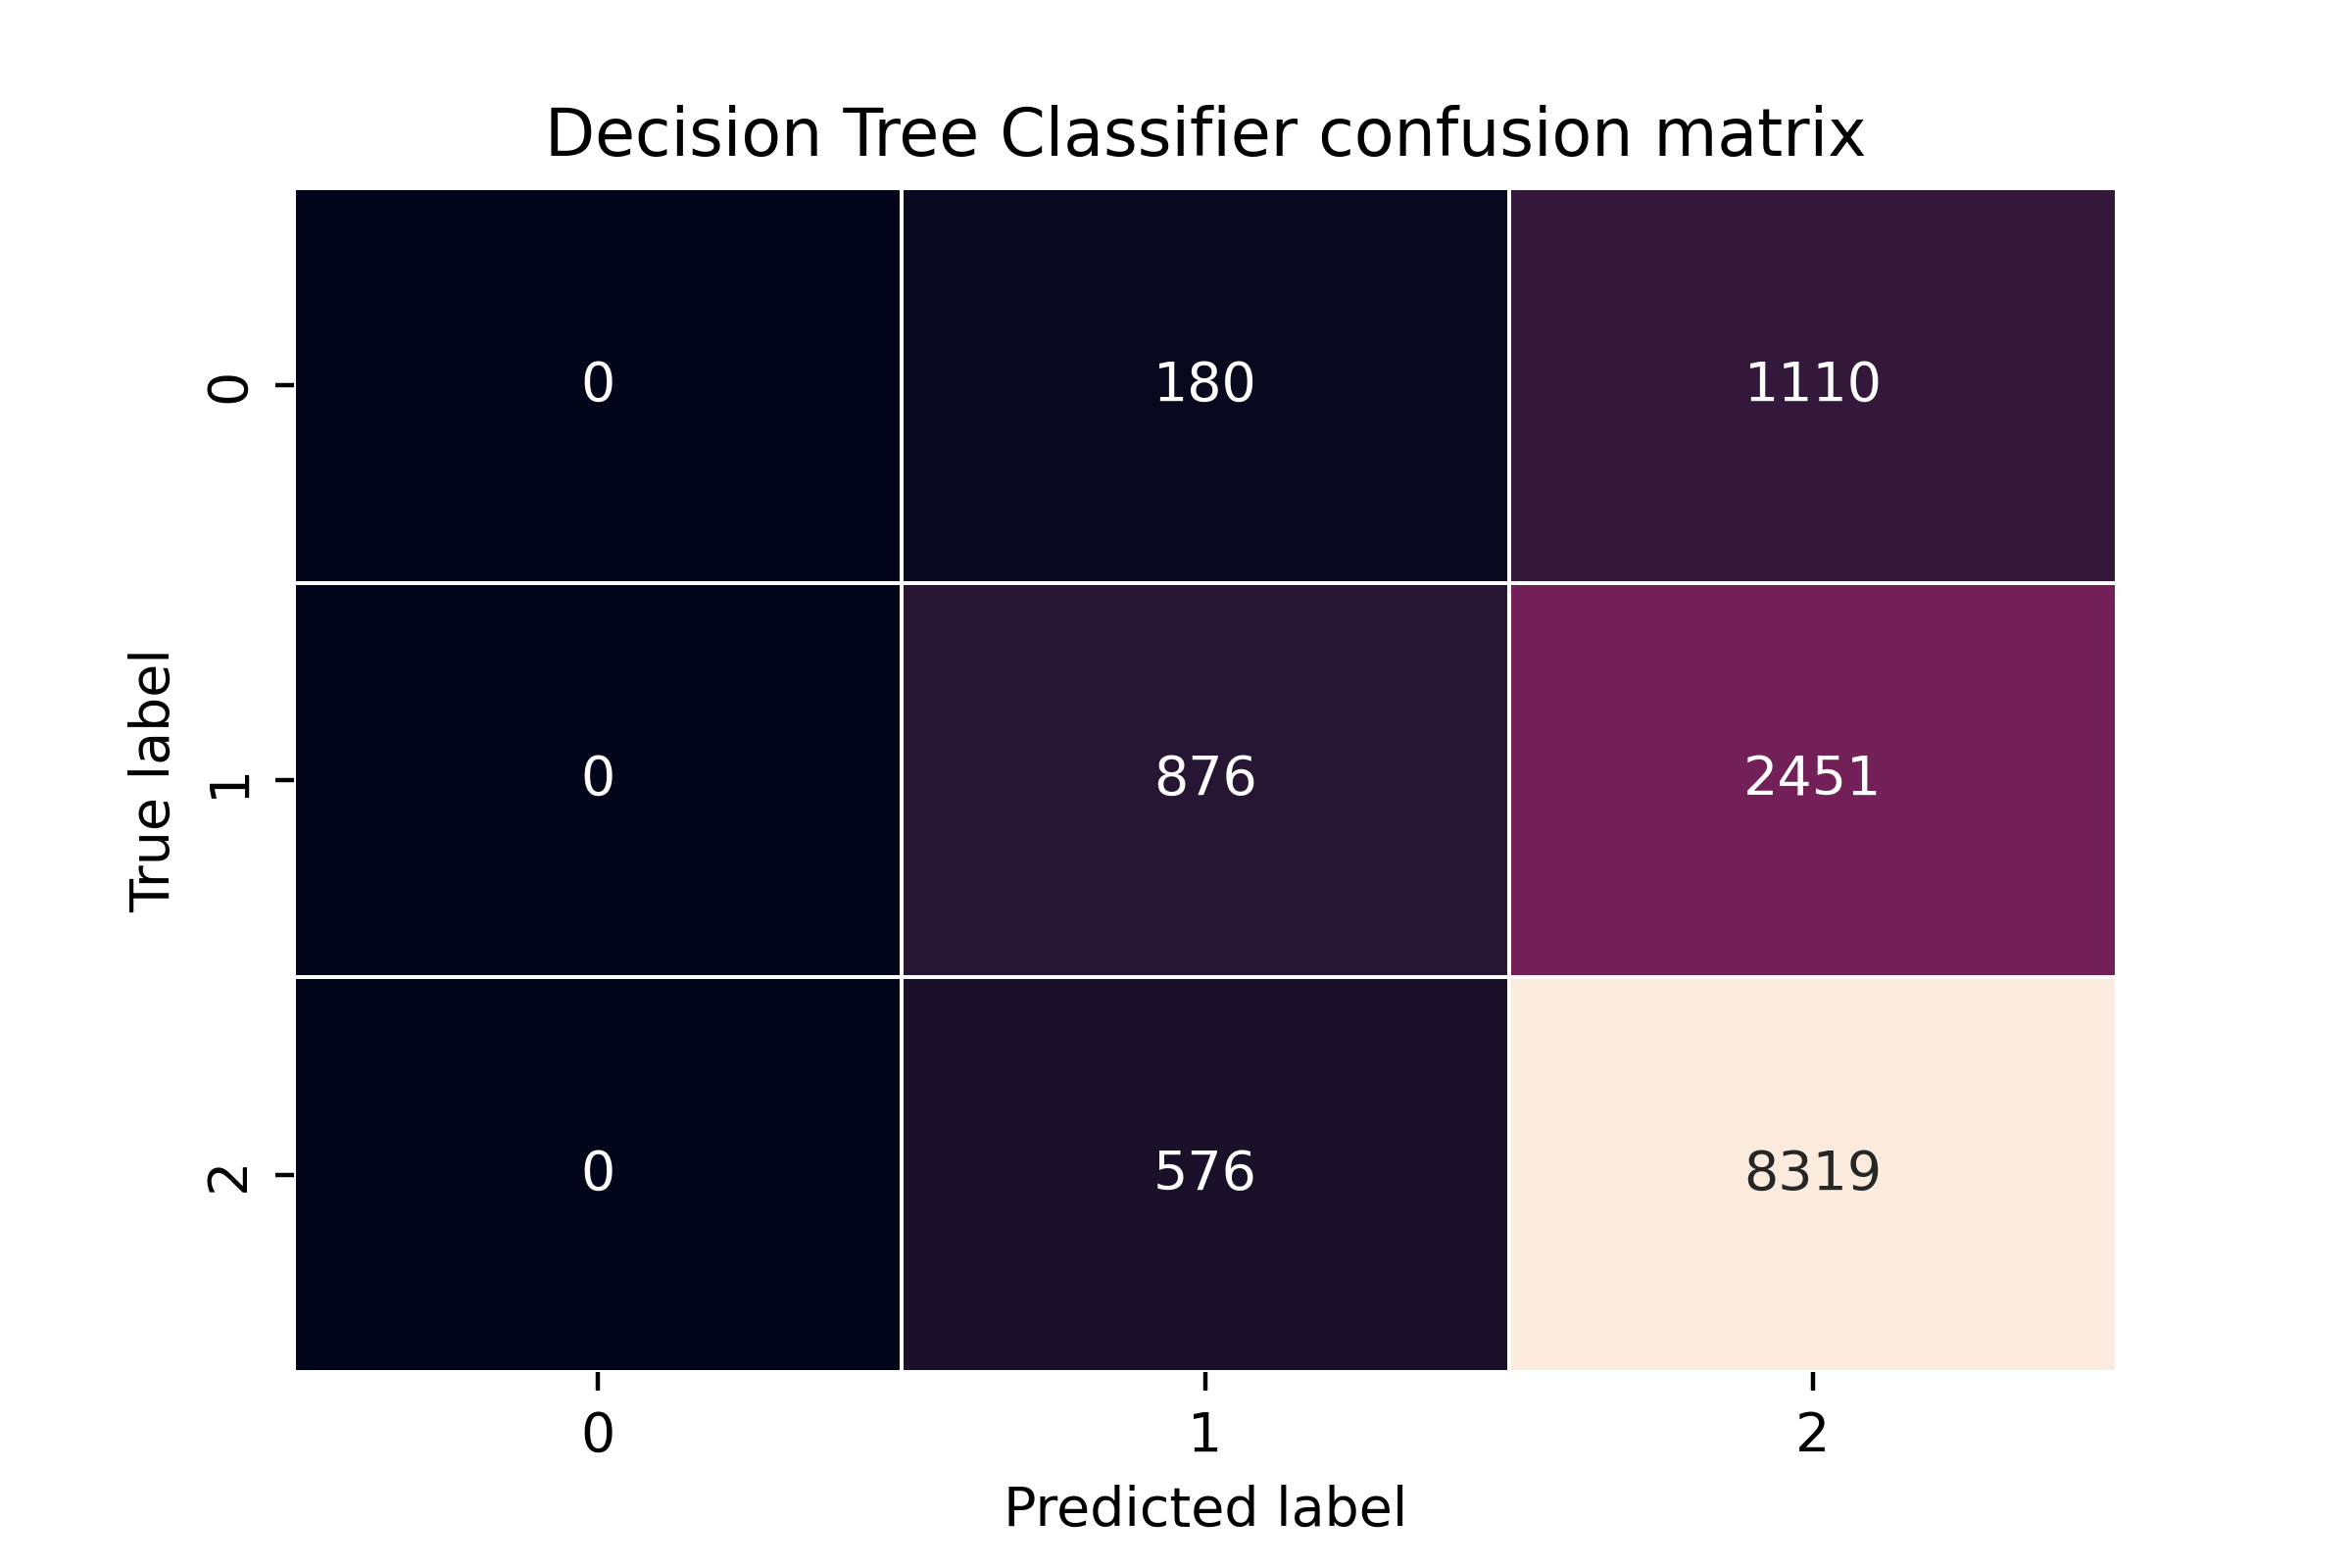 Decision Tree Classifier confusion matrix
0 0 180 1110
True label
1 0 876 2451
2 0 576 8319
0 1 2
Predicted label